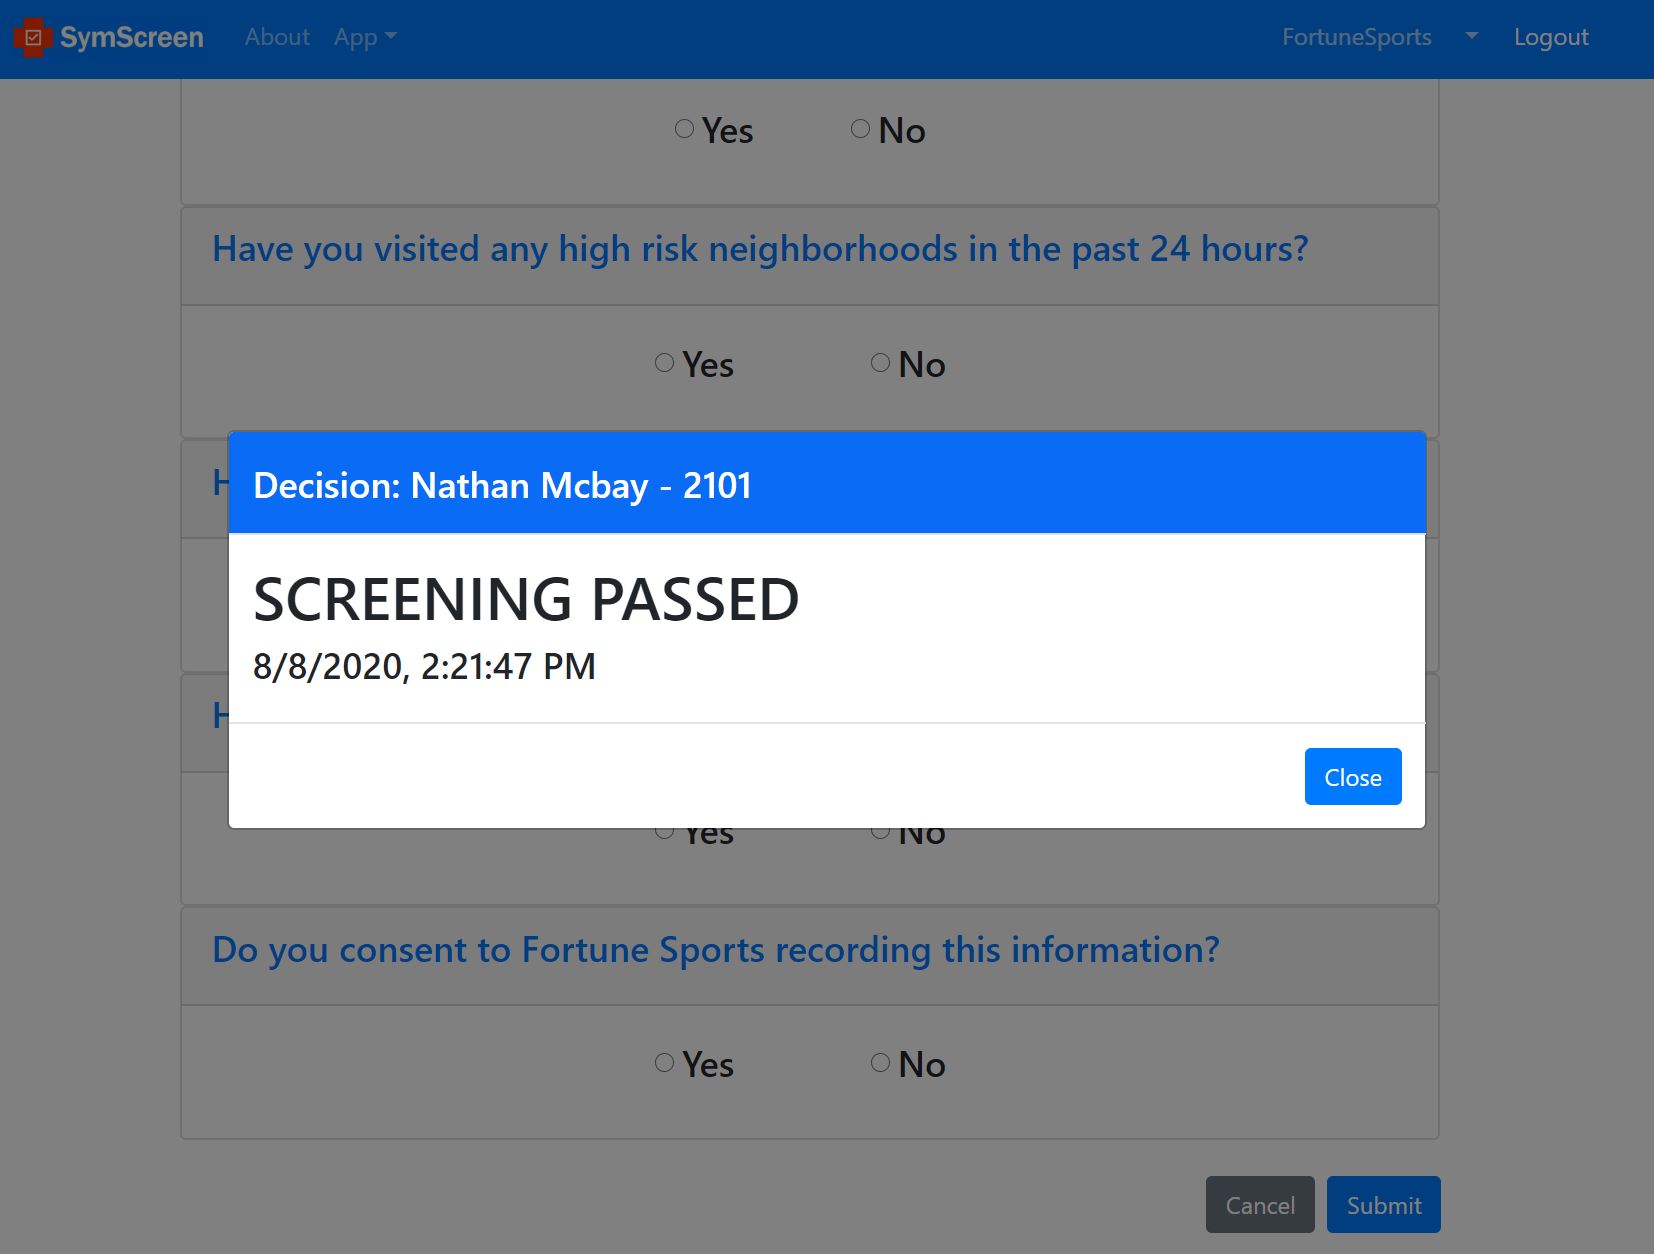 SymScreen About App FortuneSports Logout
Yes No
Have you visited any high risk neighborhoods in the past 24 hours?
Yes No
Decision: Nathan Mcbay - 2101
SCREENING PASSED
8/8/2020, 2:21:47 PM
Close
Yes No
Do you consent to Fortune Sports recording this information?
Yes No
Cancel Submit